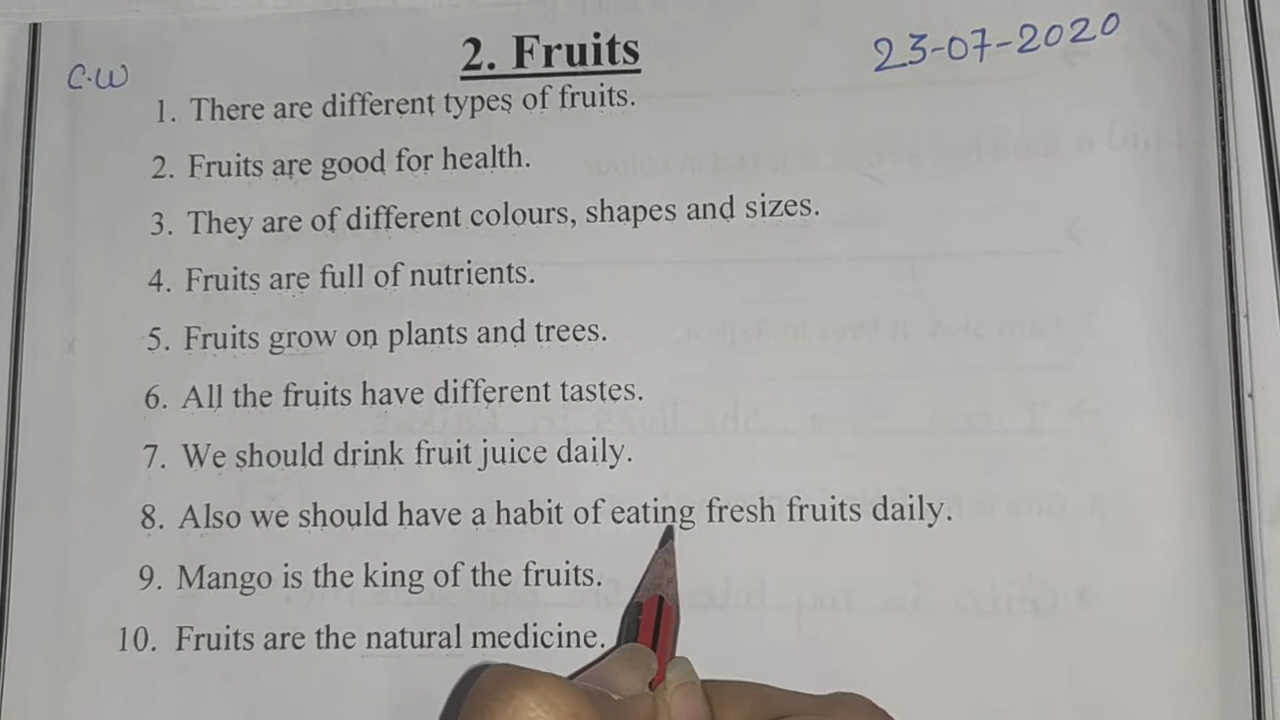 C.W
2. Fruits
23-07-2020
1. There are different types of fruits.
2. Fruits are good for health.
3. They are of different colours, shapes and sizes.
4. Fruits are full of nutrients.
5. Fruits grow on plants and trees.
6. All the fruits have different tastes.
7. We should drink fruit juice daily.
8. Also we should have a habit of eating fresh fruits daily.
9. Mango is the king of the fruits.
10. Fruits are the natural medicine.